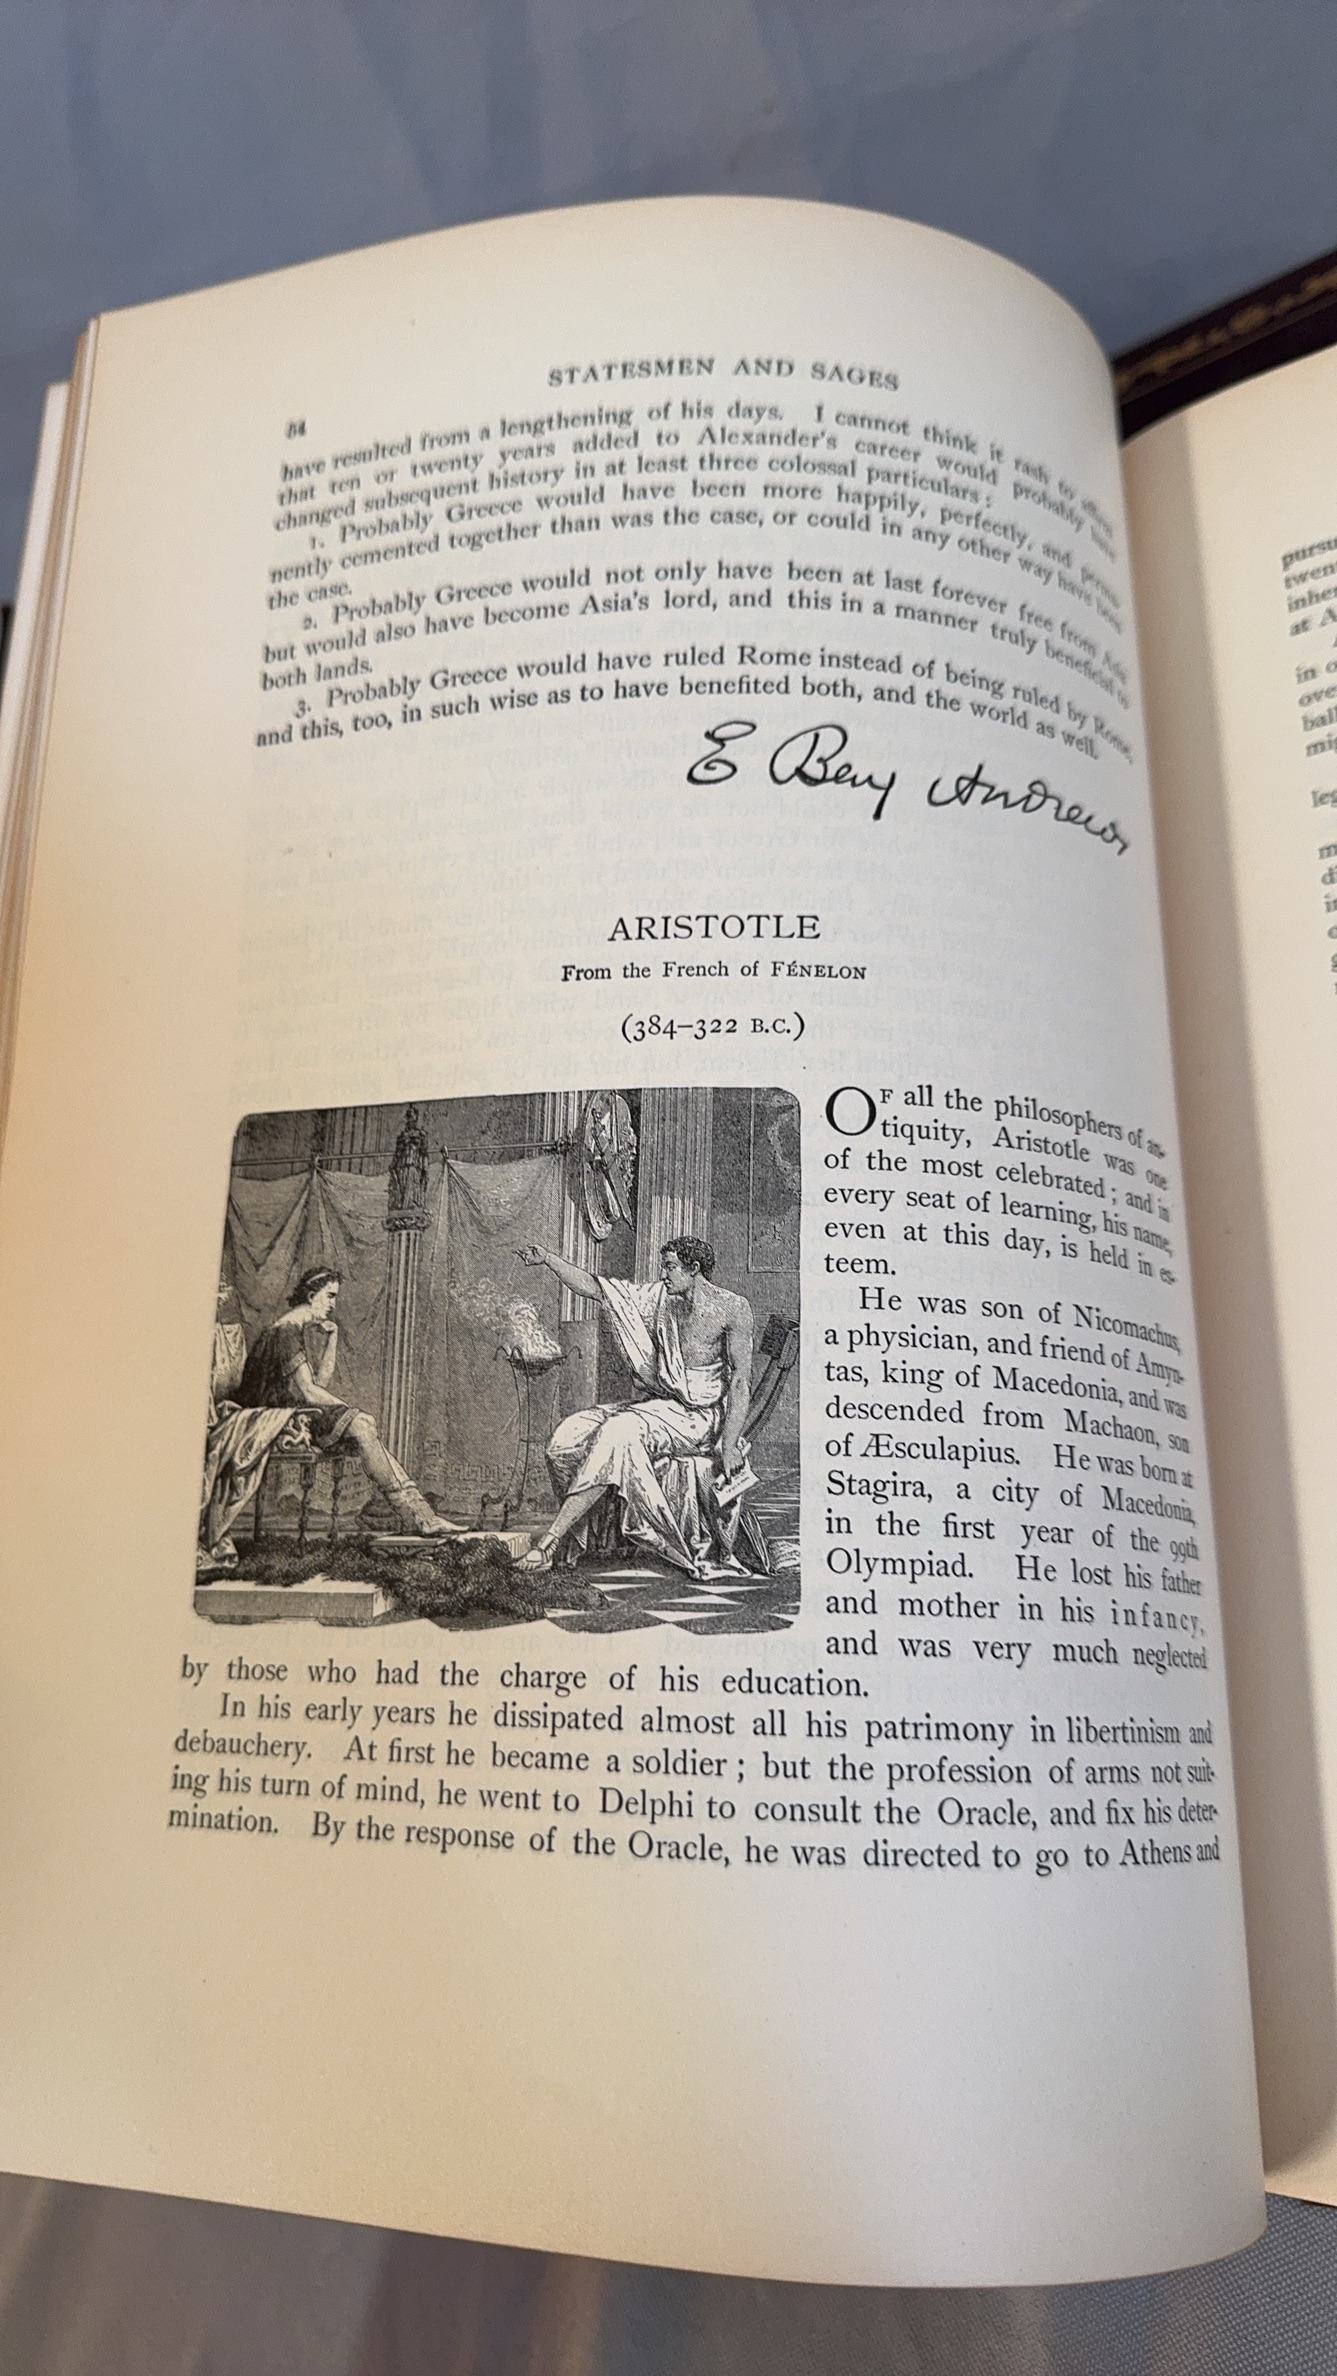 STATESMEN AND SAGES
54
have resulted from a lengthening of his days. I cannot think it rash to affirm
that ten or twenty years added to Alexander's career would probably have
changed subsequent history in at least three colossal particulars:
1. Probably Greece would have been more happily, perfectly, and perma-
nently cemented together than was the case, or could in any other way have been
the case.
2. Probably Greece would not only have been at last forever free from Asia,
but would also have become Asia's lord, and this in a manner truly beneficial to
both lands.
3. Probably Greece would have ruled Rome instead of being ruled by Rome,
and this, too, in such wise as to have benefited both, and the world as well.
E Benj Andrews
ARISTOTLE
From the French of FÉNELON
(384–322 B.C.)
OF all the philosophers of an-
tiquity, Aristotle was one
of the most celebrated; and in
every seat of learning, his name,
even at this day, is held in es-
teem.
He was son of Nicomachus,
a physician, and friend of Amyn-
tas, king of Macedonia, and was
descended from Machaon, son
of Æsculapius. He was born at
Stagira, a city of Macedonia,
in the first year of the 99th
Olympiad. He lost his father
and mother in his infancy,
and was very much neglected
by those who had the charge of his education.
In his early years he dissipated almost all his patrimony in libertinism and
debauchery. At first he became a soldier; but the profession of arms not suit-
ing his turn of mind, he went to Delphi to consult the Oracle, and fix his deter-
mination. By the response of the Oracle, he was directed to go to Athens and
twen
inhe
at A
in o
ove
ball
leg